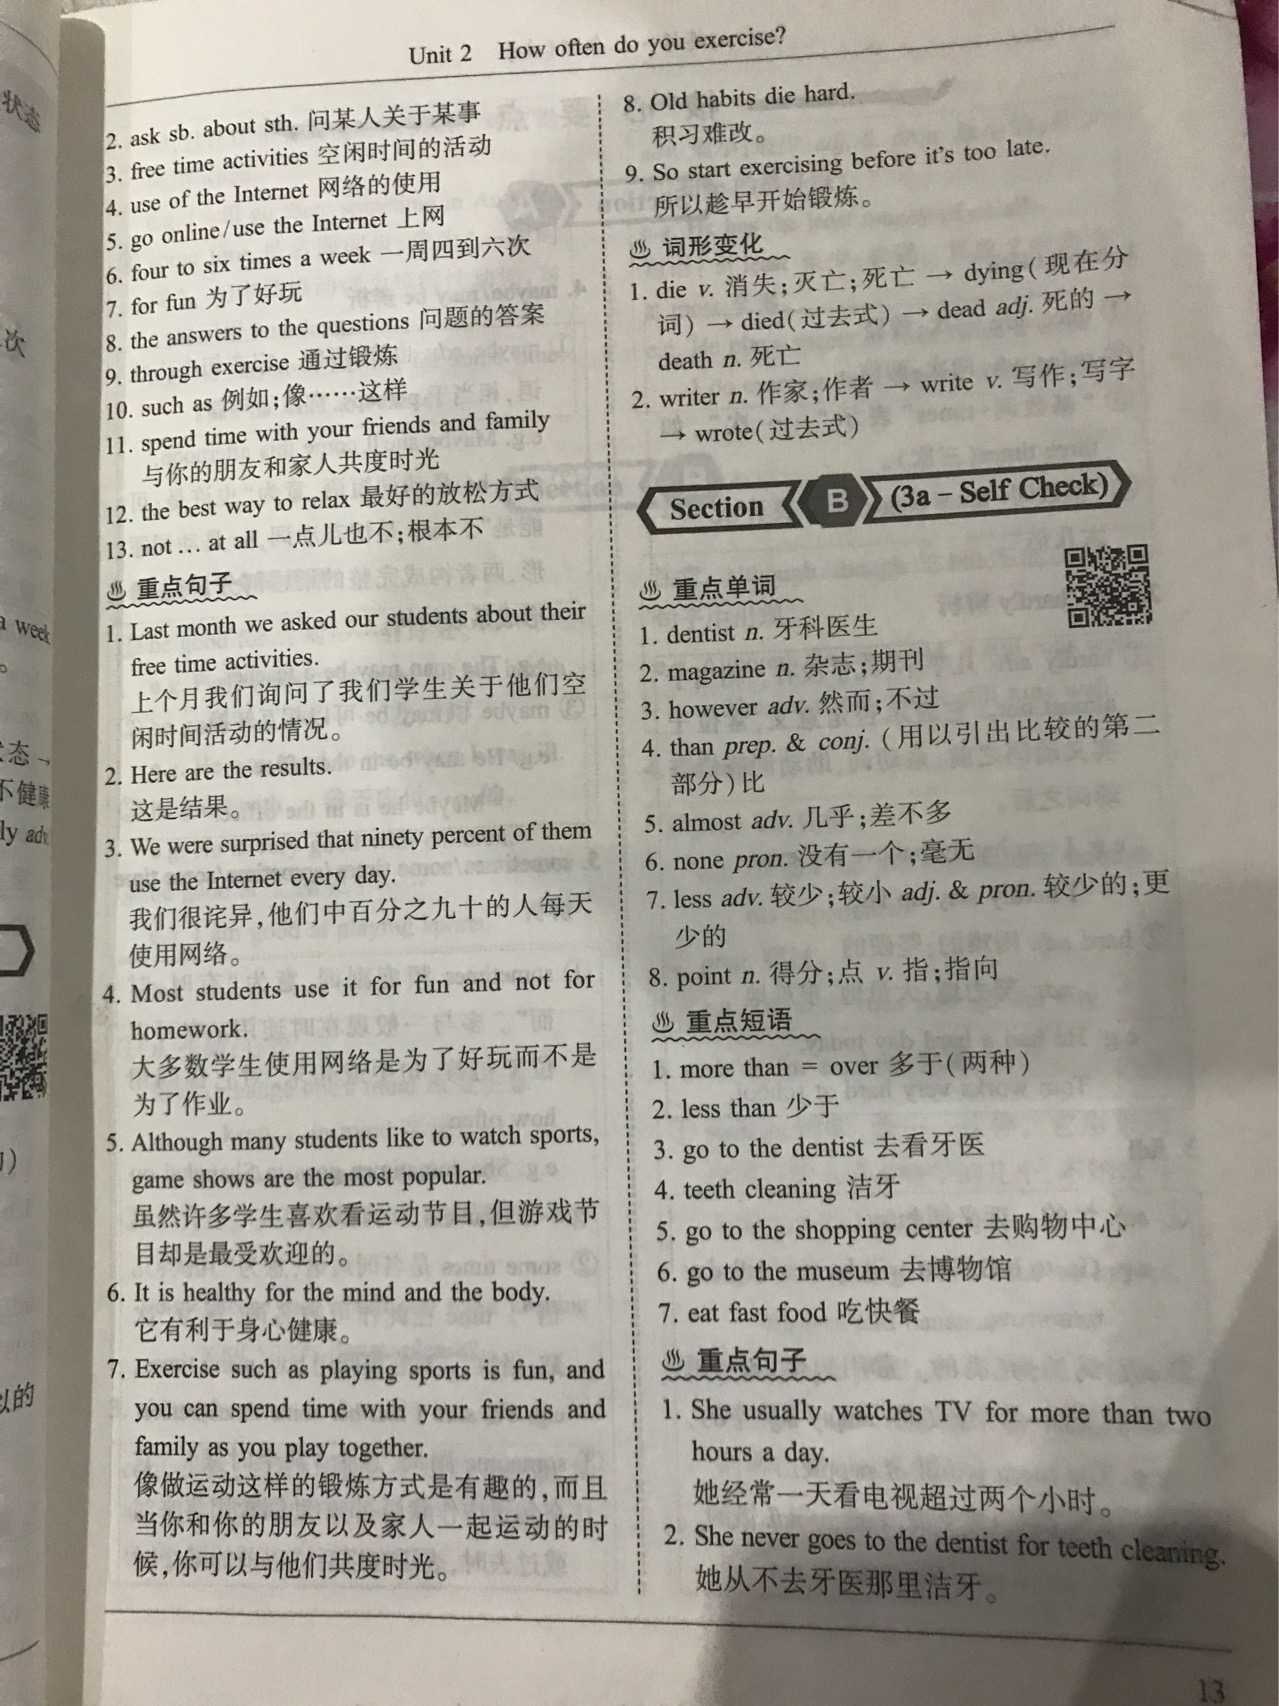 Unit 2 How often do you exercise?
2. ask sb. about sth. 问某人关于某事
3. free time activities 空闲时间的活动
4. use of the Internet 网络的使用
5. go online/use the Internet 上网
6. four to six times a week 一周四到六次
7. for fun 为了好玩
8. the answers to the questions 问题的答案
9. through exercise 通过锻炼
10. such as 例如;像……这样
11. spend time with your friends and family
与你的朋友和家人共度时光
12. the best way to relax 最好的放松方式
13. not … at all 一点儿也不;根本不
重点句子
1. Last month we asked our students about their
free time activities.
上个月我们询问了我们学生关于他们空
闲时间活动的情况。
2. Here are the results.
这是结果。
3. We were surprised that ninety percent of them
use the Internet every day.
我们很诧异,他们中百分之九十的人每天
使用网络。
4. Most students use it for fun and not for
homework.
大多数学生使用网络是为了好玩而不是
为了作业。
5. Although many students like to watch sports,
game shows are the most popular.
虽然许多学生喜欢看运动节目,但游戏节
目却是最受欢迎的。
6. It is healthy for the mind and the body.
它有利于身心健康。
7. Exercise such as playing sports is fun, and
you can spend time with your friends and
family as you play together.
像做运动这样的锻炼方式是有趣的,而且
当你和你的朋友以及家人一起运动的时
候,你可以与他们共度时光。
8. Old habits die hard.
积习难改。
9. So start exercising before it's too late.
所以趁早开始锻炼。
词形变化
1. die v. 消失;灭亡;死亡 → dying(现在分
词) → died(过去式) → dead adj. 死的 →
death n. 死亡
2. writer n. 作家;作者 → write v. 写作;写字
→ wrote(过去式)
Section B (3a – Self Check)
重点单词
1. dentist n. 牙科医生
2. magazine n. 杂志;期刊
3. however adv. 然而;不过
4. than prep. & conj. (用以引出比较的第二
部分)比
5. almost adv. 几乎;差不多
6. none pron. 没有一个;毫无
7. less adv. 较少;较小 adj. & pron. 较少的;更
少的
8. point n. 得分;点 v. 指;指向
重点短语
1. more than = over 多于(两种)
2. less than 少于
3. go to the dentist 去看牙医
4. teeth cleaning 洁牙
5. go to the shopping center 去购物中心
6. go to the museum 去博物馆
7. eat fast food 吃快餐
重点句子
1. She usually watches TV for more than two
hours a day.
她经常一天看电视超过两个小时。
2. She never goes to the dentist for teeth cleaning.
她从不去牙医那里洁牙。
13
状态
次
a week
状态→
不健康
ly adv.
以的